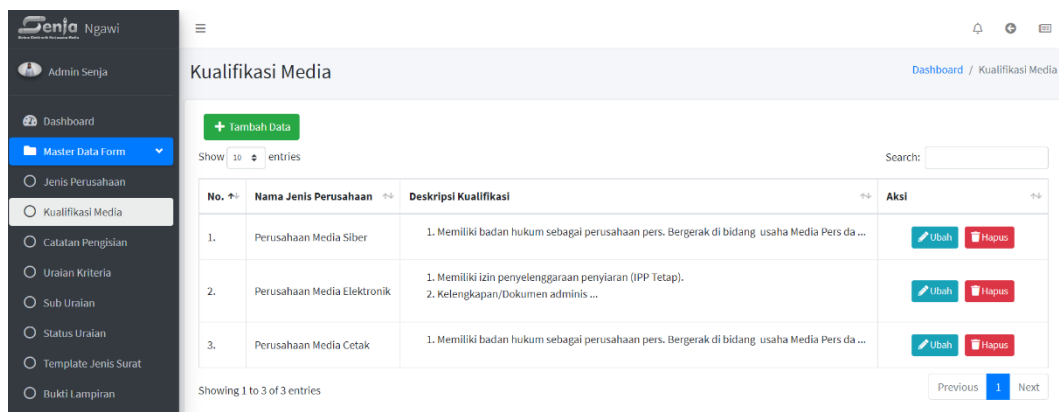 Senja Ngawi
Admin Senja
Kualifikasi Media
Dashboard / Kualifikasi Media
Dashboard
Master Data Form
Jenis Perusahaan
Kualifikasi Media
Catatan Pengisian
Uraian Kriteria
Sub Uraian
Status Uraian
Template Jenis Surat
Bukti Lampiran
+ Tambah Data
Show 10 entries
Search:
No. Nama Jenis Perusahaan Deskripsi Kualifikasi Aksi
1. Perusahaan Media Siber 1. Memiliki badan hukum sebagai perusahaan pers. Bergerak di bidang usaha Media Pers da ... Ubah Hapus
2. Perusahaan Media Elektronik 1. Memiliki izin penyelenggaraan penyiaran (IPP Tetap).
2. Kelengkapan/Dokumen adminis ... Ubah Hapus
3. Perusahaan Media Cetak 1. Memiliki badan hukum sebagai perusahaan pers. Bergerak di bidang usaha Media Pers da ... Ubah Hapus
Showing 1 to 3 of 3 entries
Previous 1 Next